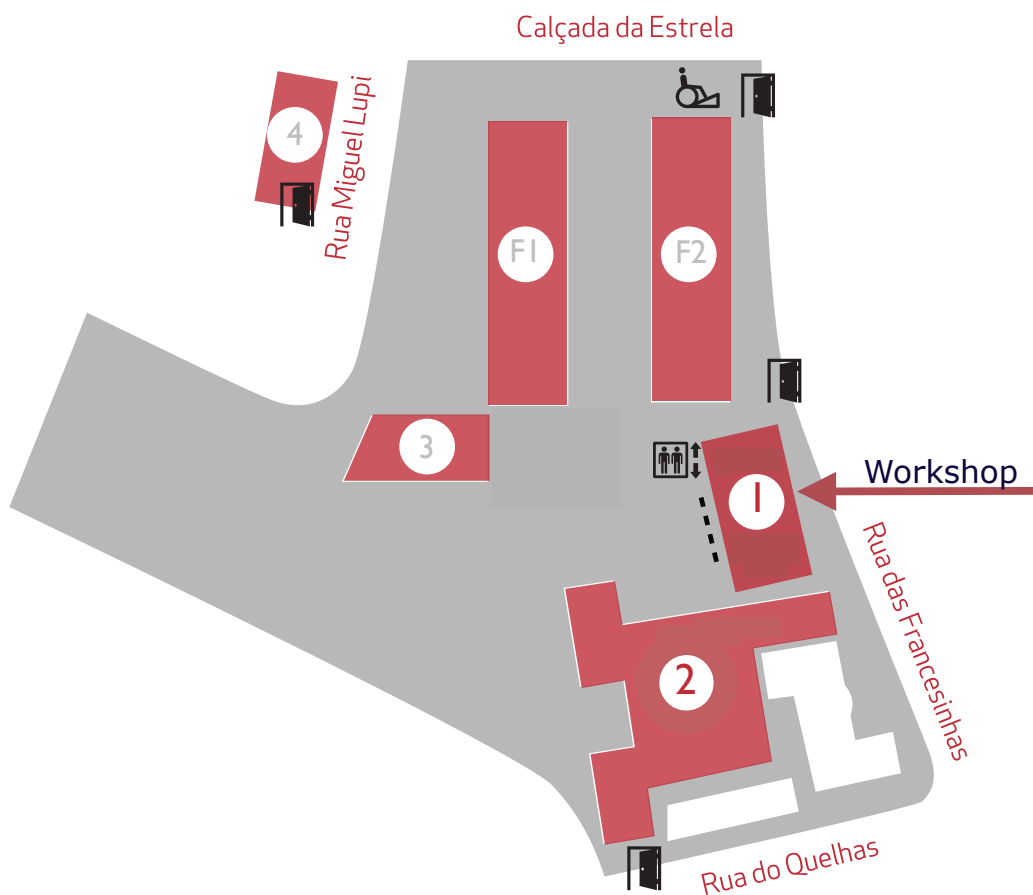 Calçada da Estrela
Rua Miguel Lupi
4
F1
F2
3
Workshop
1
Rua das Francesinhas
2
Rua do Quelhas